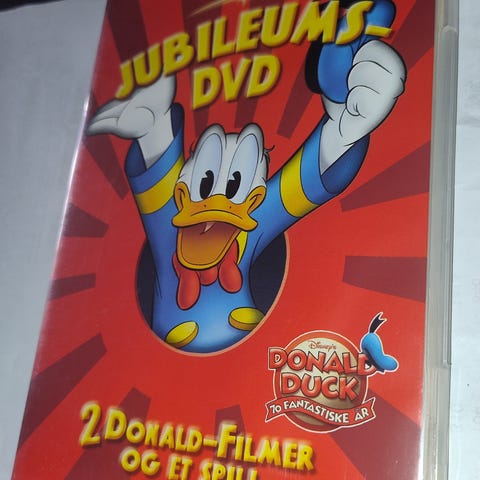 JUBILEUMS-
DVD
Disney's
DONALD
DUCK
70 FANTASTISKE ÅR
2 DONALD-FILMER
OG ET SPILL